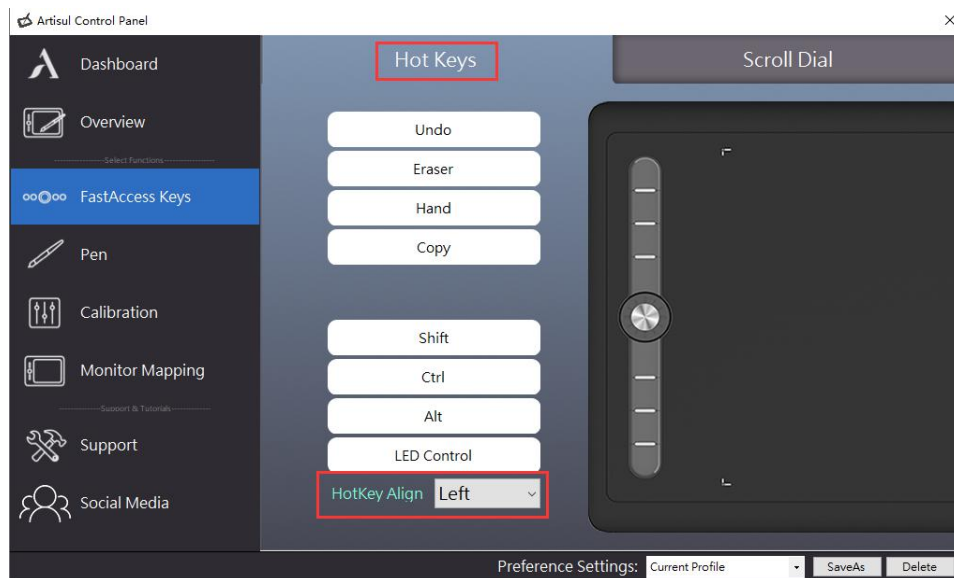 Artisul Control Panel
Dashboard
Overview
Select Functions
FastAccess Keys
Pen
Calibration
Monitor Mapping
Support & Tutorials
Support
Social Media
Hot Keys
Scroll Dial
Undo
Eraser
Hand
Copy
Shift
Ctrl
Alt
LED Control
HotKey Align Left
Preference Settings: Current Profile SaveAs Delete